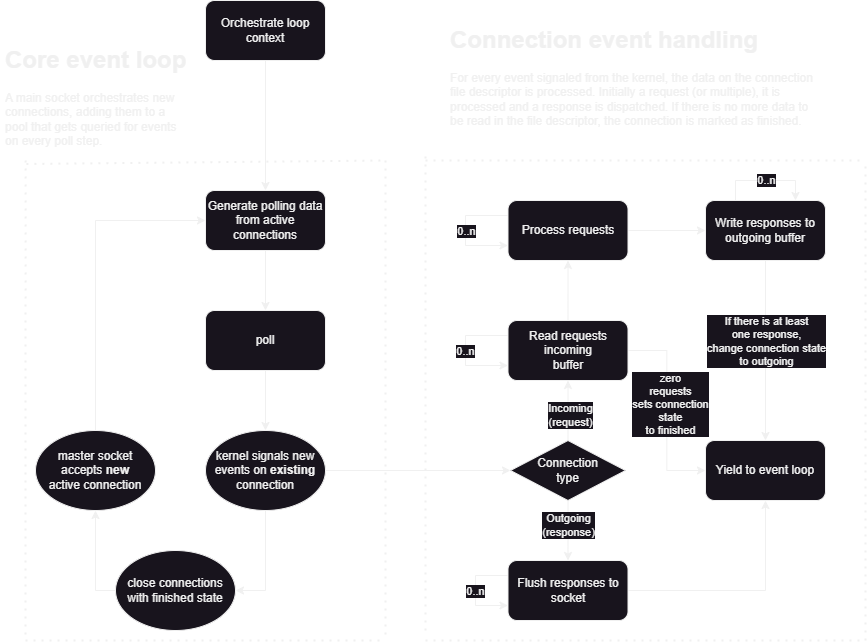 Orchestrate loop
context
Core event loop
A main socket orchestrates new
connections, adding them to a
pool that gets queried for events
on every poll step.
Generate polling data
from active
connections
poll
kernel signals new
events on existing
connection
master socket
accepts new
active connection
close connections
with finished state
Connection event handling
For every event signaled from the kernel, the data on the connection
file descriptor is processed. Initially a request (or multiple), it is
processed and a response is dispatched. If there is no more data to
be read in the file descriptor, the connection is marked as finished.
0..n
Process requests
0..n
Write responses to
outgoing buffer
0..n
Read requests
incoming
buffer
If there is at least
one response,
change connection state
to outgoing
zero
requests
sets connection
state
to finished
Incoming
(request)
Connection
type
Yield to event loop
Outgoing
(response)
0..n
Flush responses to
socket